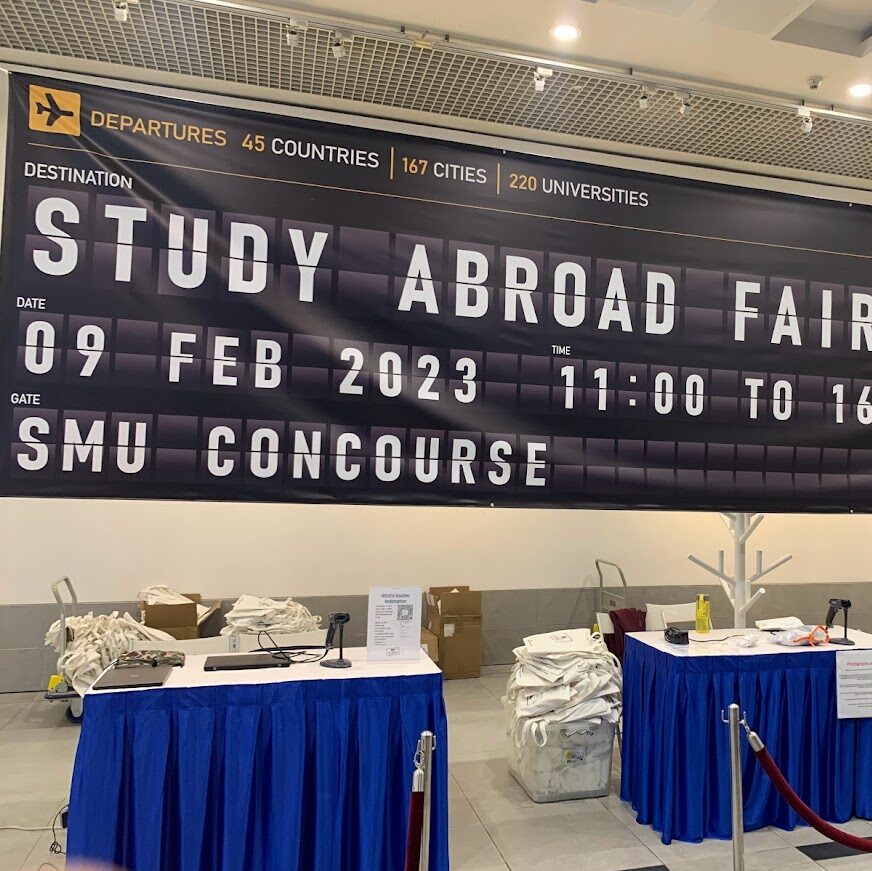 DEPARTURES 45 COUNTRIES | 167 CITIES | 220 UNIVERSITIES
DESTINATION
STUDY ABROAD FAIR
DATE
TIME
09 FEB 2023 11:00 TO 16
GATE
SMU CONCOURSE